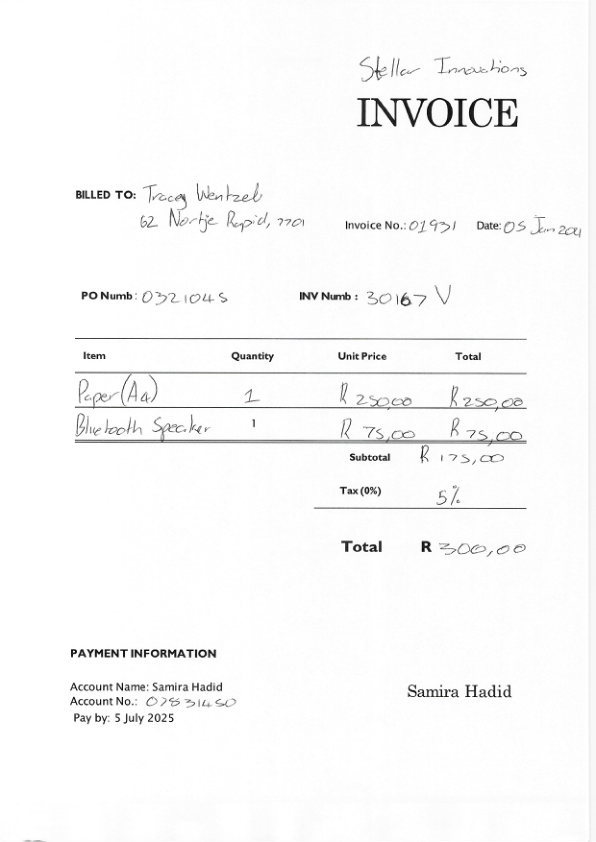 Stellar Innovations
INVOICE
BILLED TO: Tracey Wentzel
62 Nortje Rapid, 7701
Invoice No.: 01931 Date: 05 Jan
PO Numb: 0321045 INV Numb: 30167 V
Item Quantity Unit Price Total
Paper(A4) 1 R 250,00 R 250,00
Bluetooth Speaker 1 R 75,00 R 75,00
Subtotal R 175,00
Tax (0%) 5%
Total R 300,00
PAYMENT INFORMATION
Account Name: Samira Hadid
Samira Hadid
Account No.: 07831450
Pay by: 5 July 2025